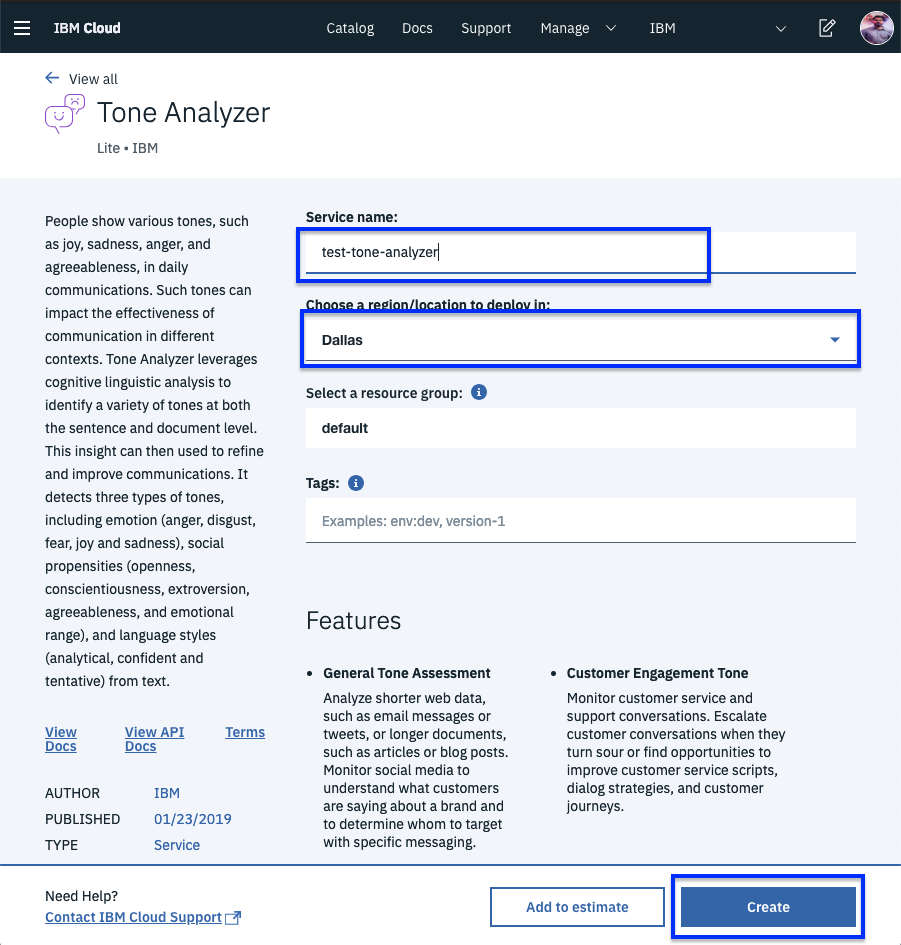 IBM Cloud Catalog Docs Support Manage IBM
View all
Tone Analyzer
Lite • IBM
People show various tones, such
as joy, sadness, anger, and
agreeableness, in daily
communications. Such tones can
impact the effectiveness of
communication in different
contexts. Tone Analyzer leverages
cognitive linguistic analysis to
identify a variety of tones at both
the sentence and document level.
This insight can then used to refine
and improve communications. It
detects three types of tones,
including emotion (anger, disgust,
fear, joy and sadness), social
propensities (openness,
conscientiousness, extroversion,
agreeableness, and emotional
range), and language styles
(analytical, confident and
tentative) from text.
View
Docs
View API
Docs
Terms
AUTHOR IBM
PUBLISHED 01/23/2019
TYPE Service
Service name:
test-tone-analyzer
Choose a region/location to deploy in:
Dallas
Select a resource group:
default
Tags:
Examples: env:dev, version-1
Features
• General Tone Assessment
Analyze shorter web data,
such as email messages or
tweets, or longer documents,
such as articles or blog posts.
Monitor social media to
understand what customers
are saying about a brand and
to determine whom to target
with specific messaging.
• Customer Engagement Tone
Monitor customer service and
support conversations. Escalate
customer conversations when they
turn sour or find opportunities to
improve customer service scripts,
dialog strategies, and customer
journeys.
Need Help?
Contact IBM Cloud Support
Add to estimate
Create